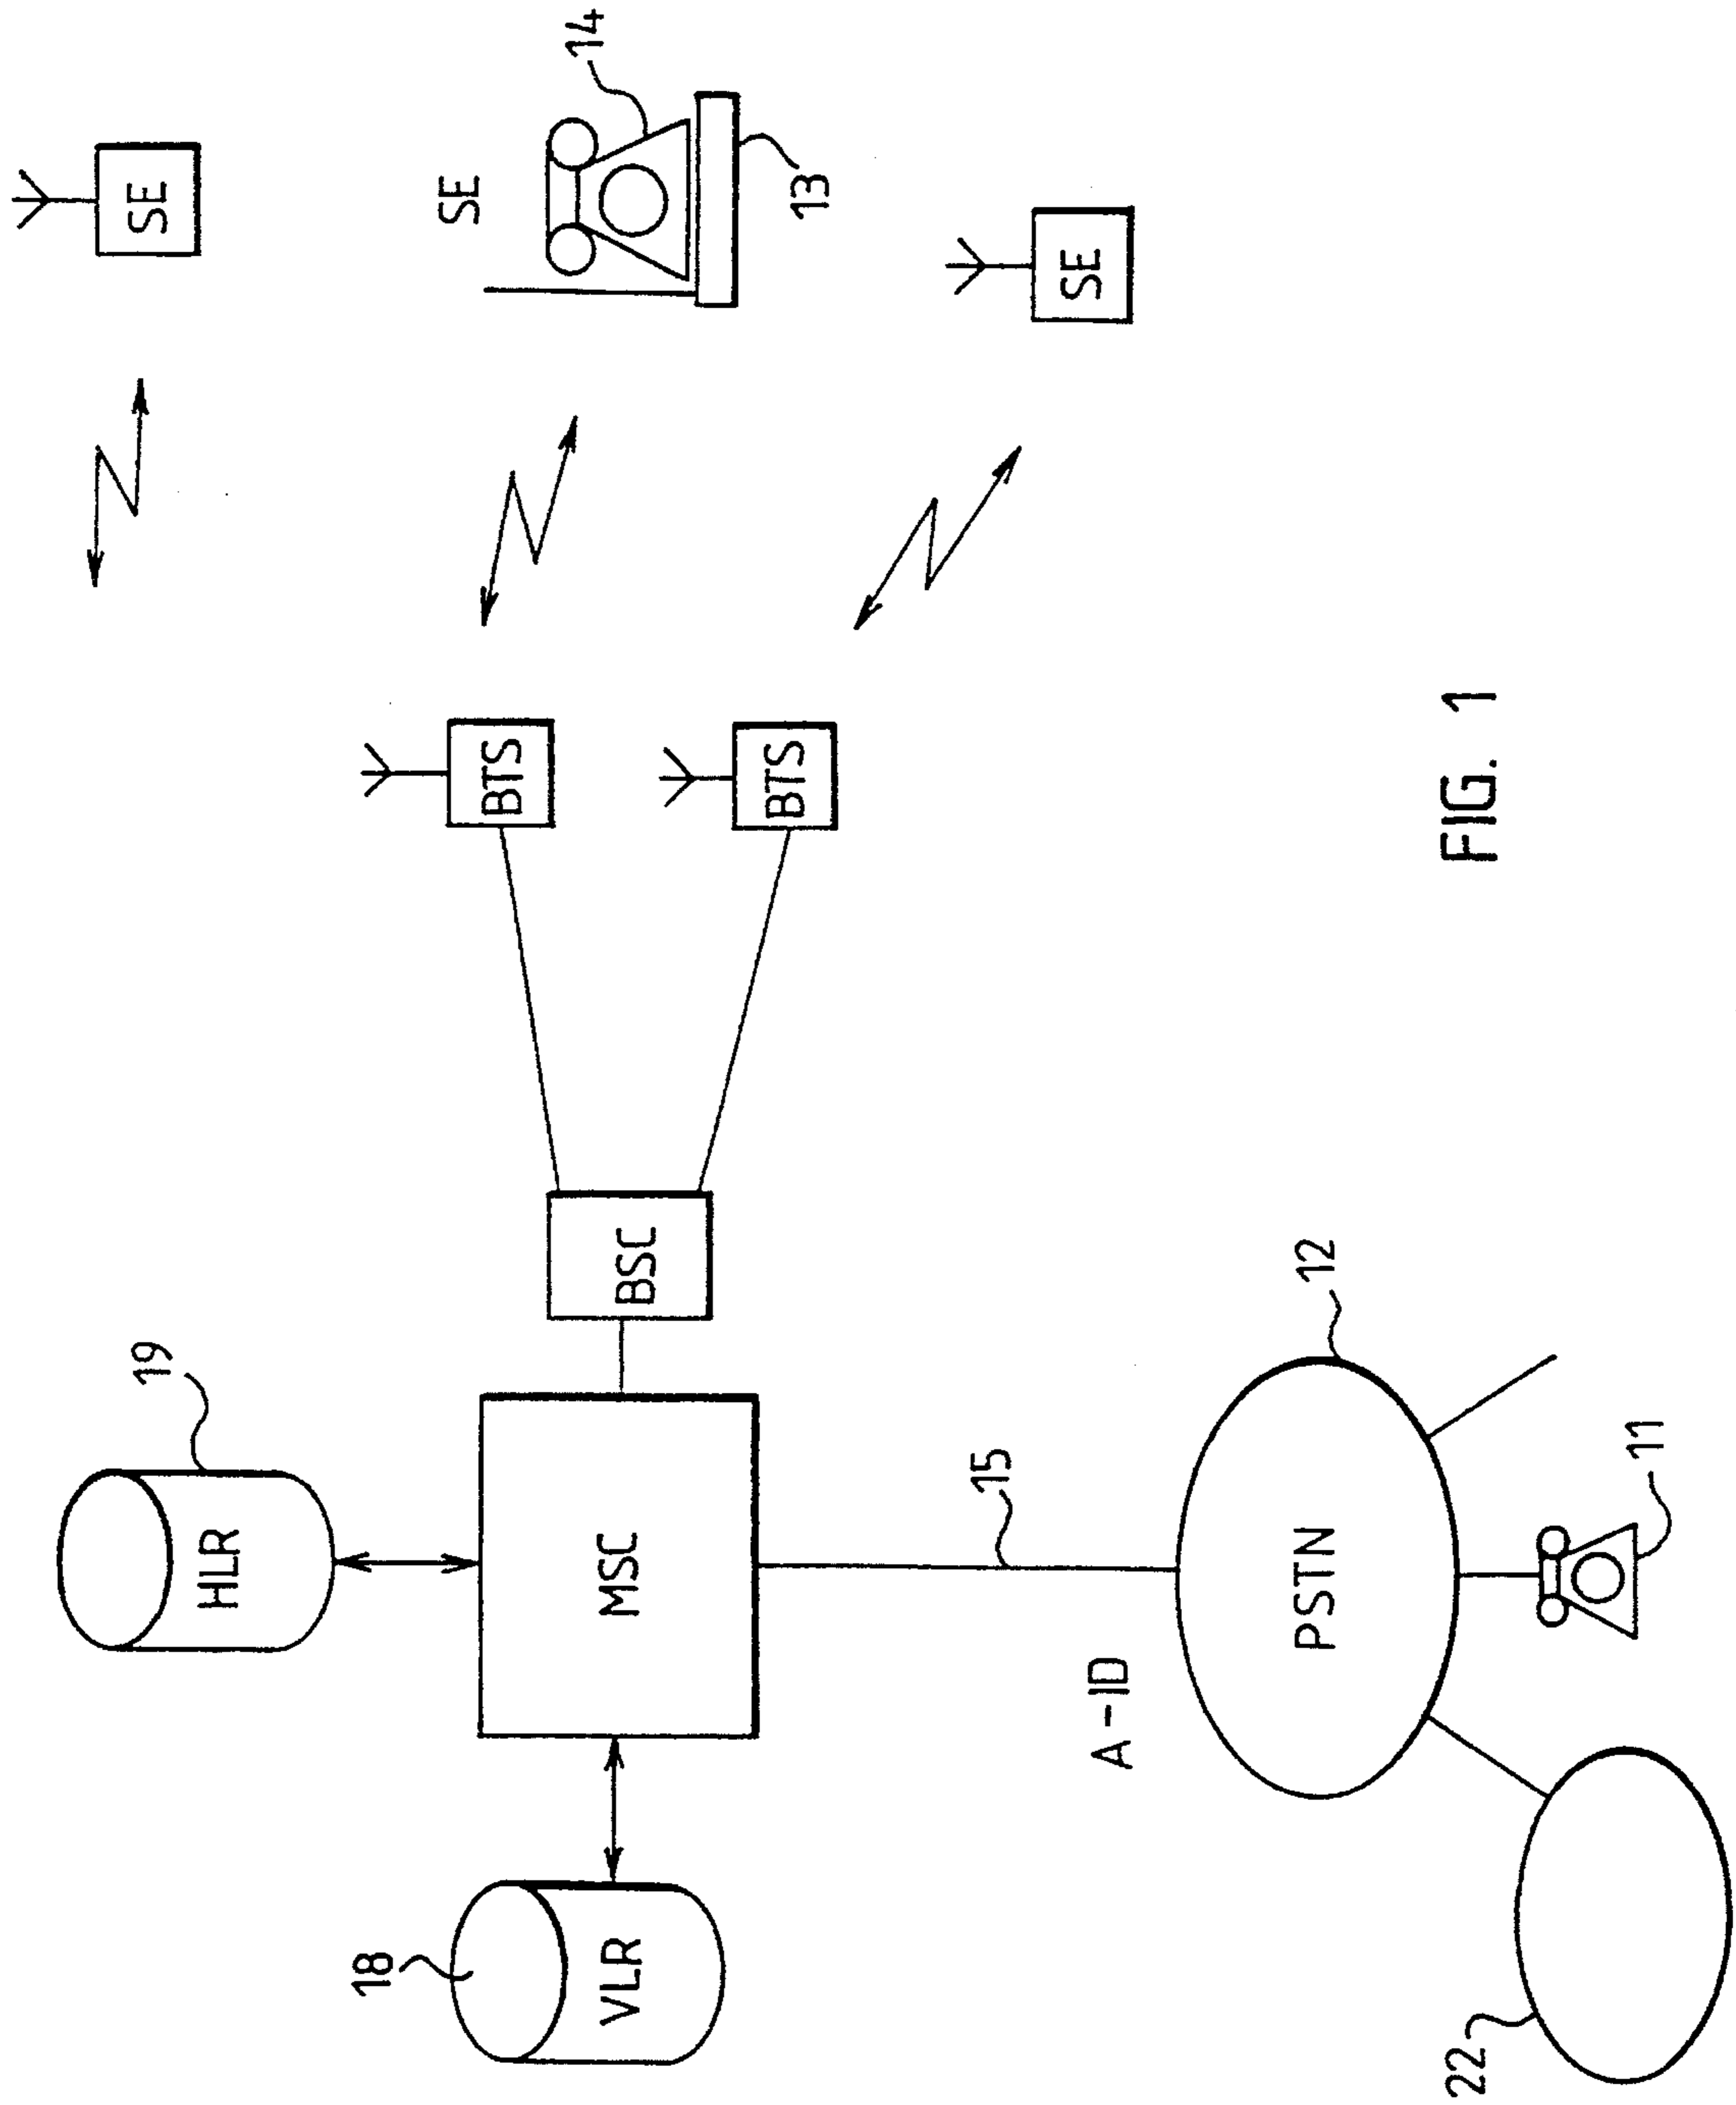 19
HLR
18
VLR
MSC
BSC
BTS
BTS
SE
SE
14
13
SE
15
A-ID
PSTN
12
11
22
FIG. 1